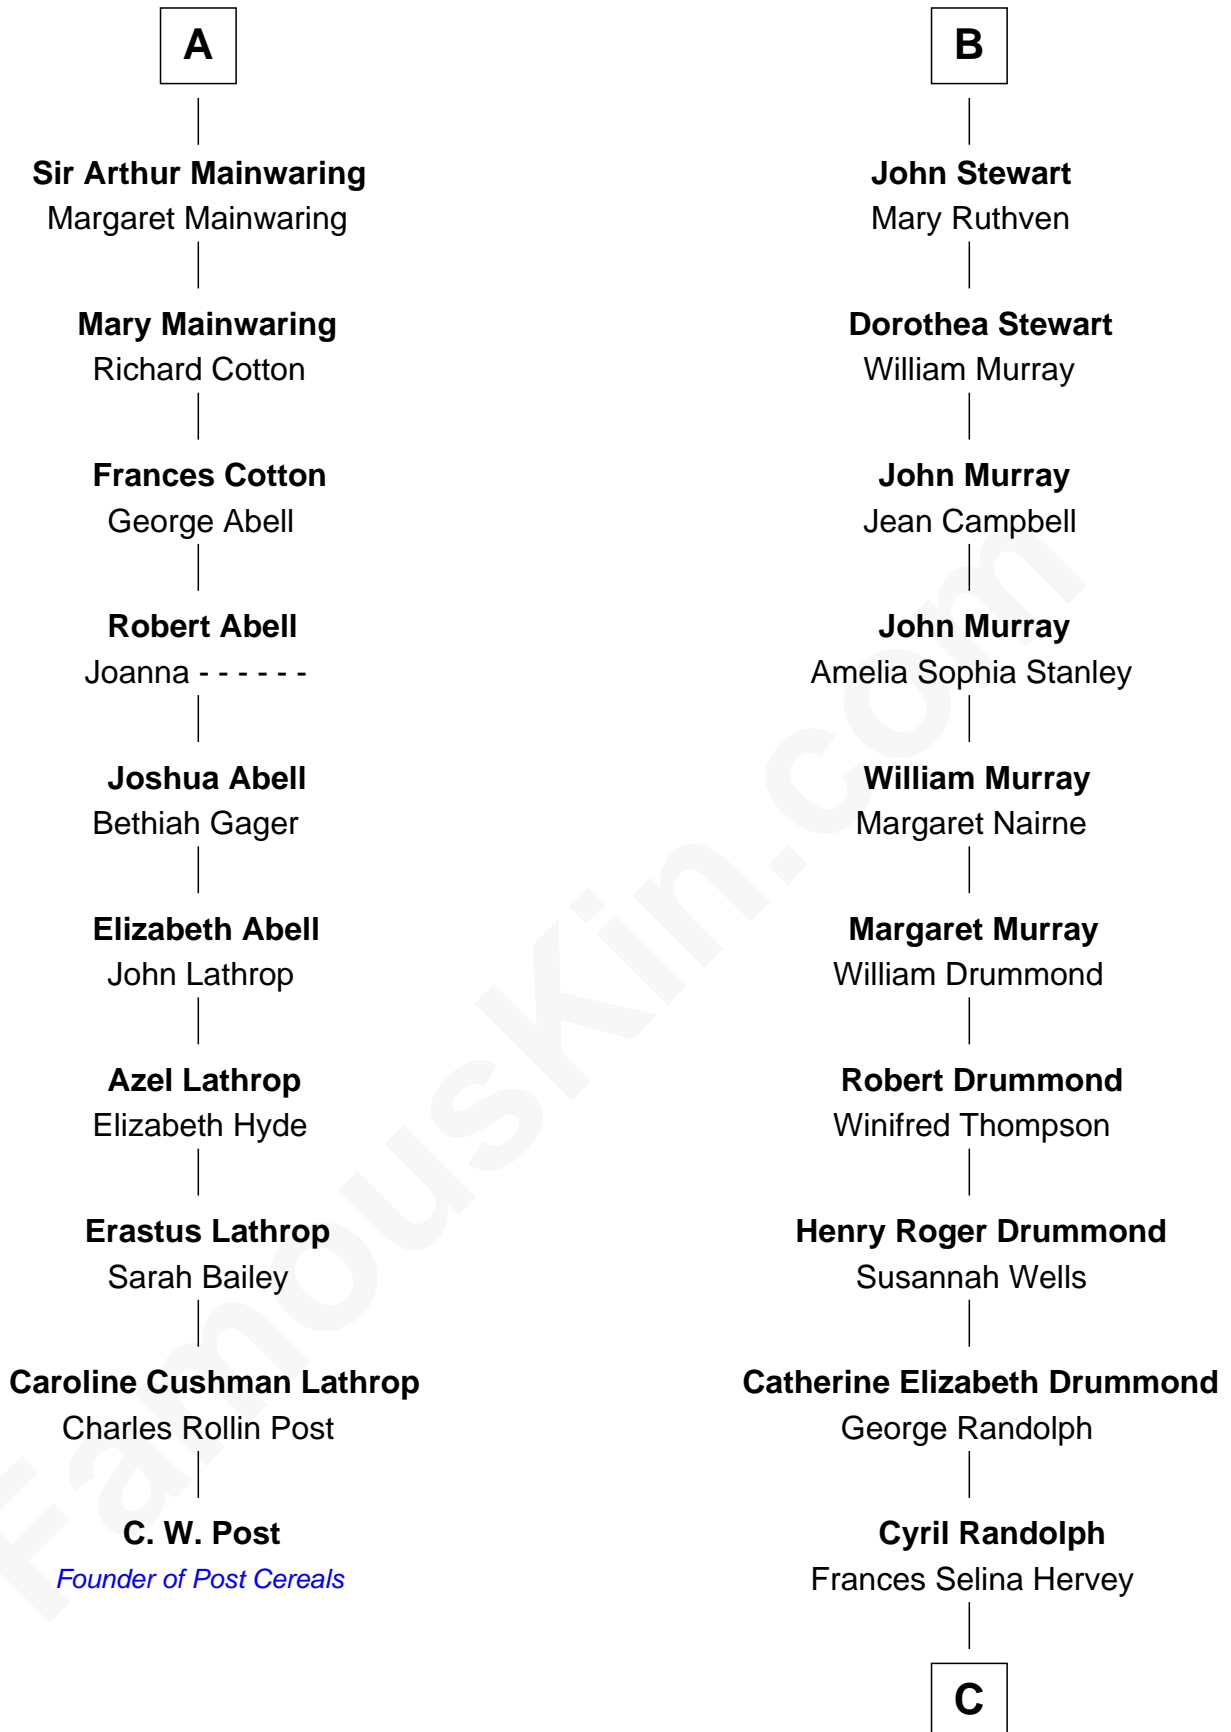 A
Sir Arthur Mainwaring
Margaret Mainwaring
Mary Mainwaring
Richard Cotton
Frances Cotton
George Abell
Robert Abell
Joanna - - - - - -
Joshua Abell
Bethiah Gager
Elizabeth Abell
John Lathrop
Azel Lathrop
Elizabeth Hyde
Erastus Lathrop
Sarah Bailey
Caroline Cushman Lathrop
Charles Rollin Post
C. W. Post
Founder of Post Cereals
B
John Stewart
Mary Ruthven
Dorothea Stewart
William Murray
John Murray
Jean Campbell
John Murray
Amelia Sophia Stanley
William Murray
Margaret Nairne
Margaret Murray
William Drummond
Robert Drummond
Winifred Thompson
Henry Roger Drummond
Susannah Wells
Catherine Elizabeth Drummond
George Randolph
Cyril Randolph
Frances Selina Hervey
C
FamousKin.com